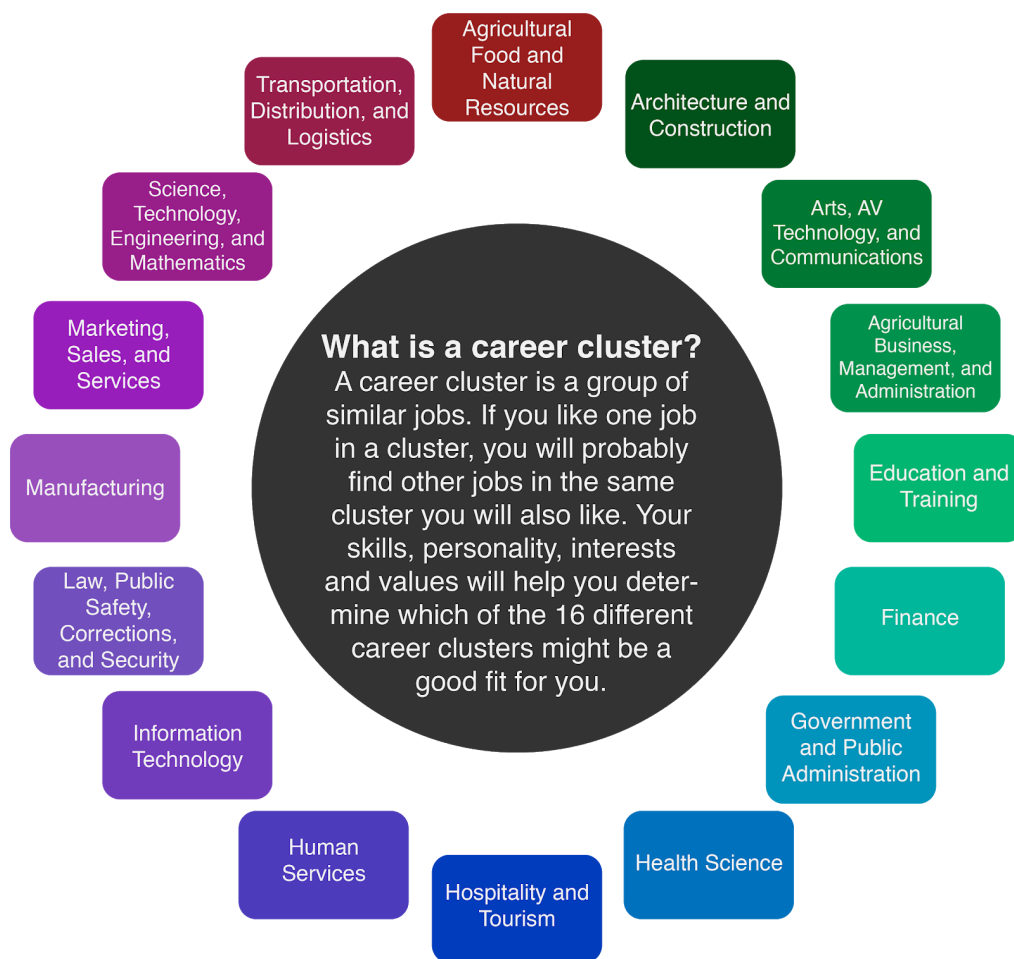 Agricultural
Food and
Natural
Resources
Architecture and
Construction
Arts, AV
Technology, and
Communications
Agricultural
Business,
Management, and
Administration
Education and
Training
Finance
Government
and Public
Administration
Health Science
Hospitality and
Tourism
Human
Services
Information
Technology
Law, Public
Safety,
Corrections,
and Security
Manufacturing
Marketing,
Sales, and
Services
Science,
Technology,
Engineering, and
Mathematics
Transportation,
Distribution, and
Logistics
What is a career cluster?
A career cluster is a group of
similar jobs. If you like one job
in a cluster, you will probably
find other jobs in the same
cluster you will also like. Your
skills, personality, interests
and values will help you deter-
mine which of the 16 different
career clusters might be a
good fit for you.